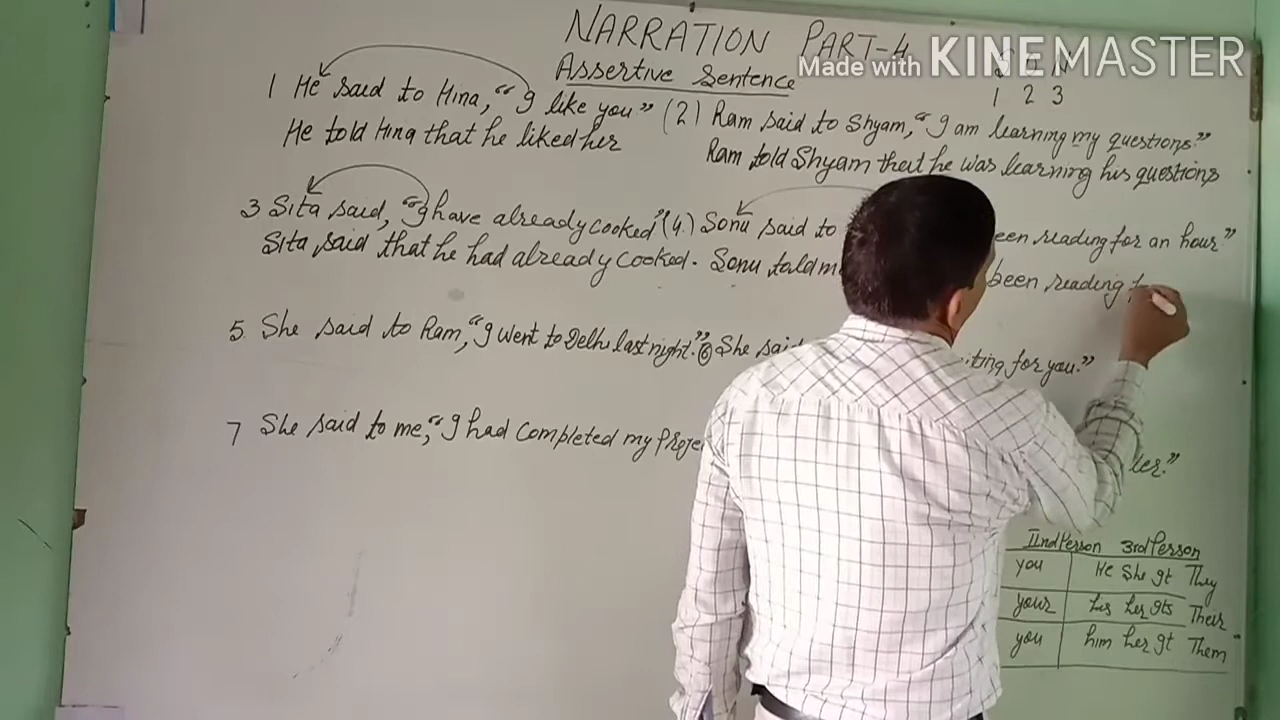 NARRATION PART-4
Made with KINEMASTER
Assertive Sentence
1 2 3
1 He said to Hina, "I like you"
He told Hina that he liked her
(2) Ram said to Shyam, "I am learning my questions."
Ram told Shyam that he was learning his questions
3 Sita said, "I have already cooked"
Sita said that he had already cooked.
(4.) Sonu said to een reading for an hour."
Sonu told me been reading
5 She said to Ram, "I went to Delhi last night."
6 She said iting for you."
7 She said to me, "I had completed my Proje
ter."
IInd Person 3rd Person
you He She It They
your his her Its Their
you him her It Them